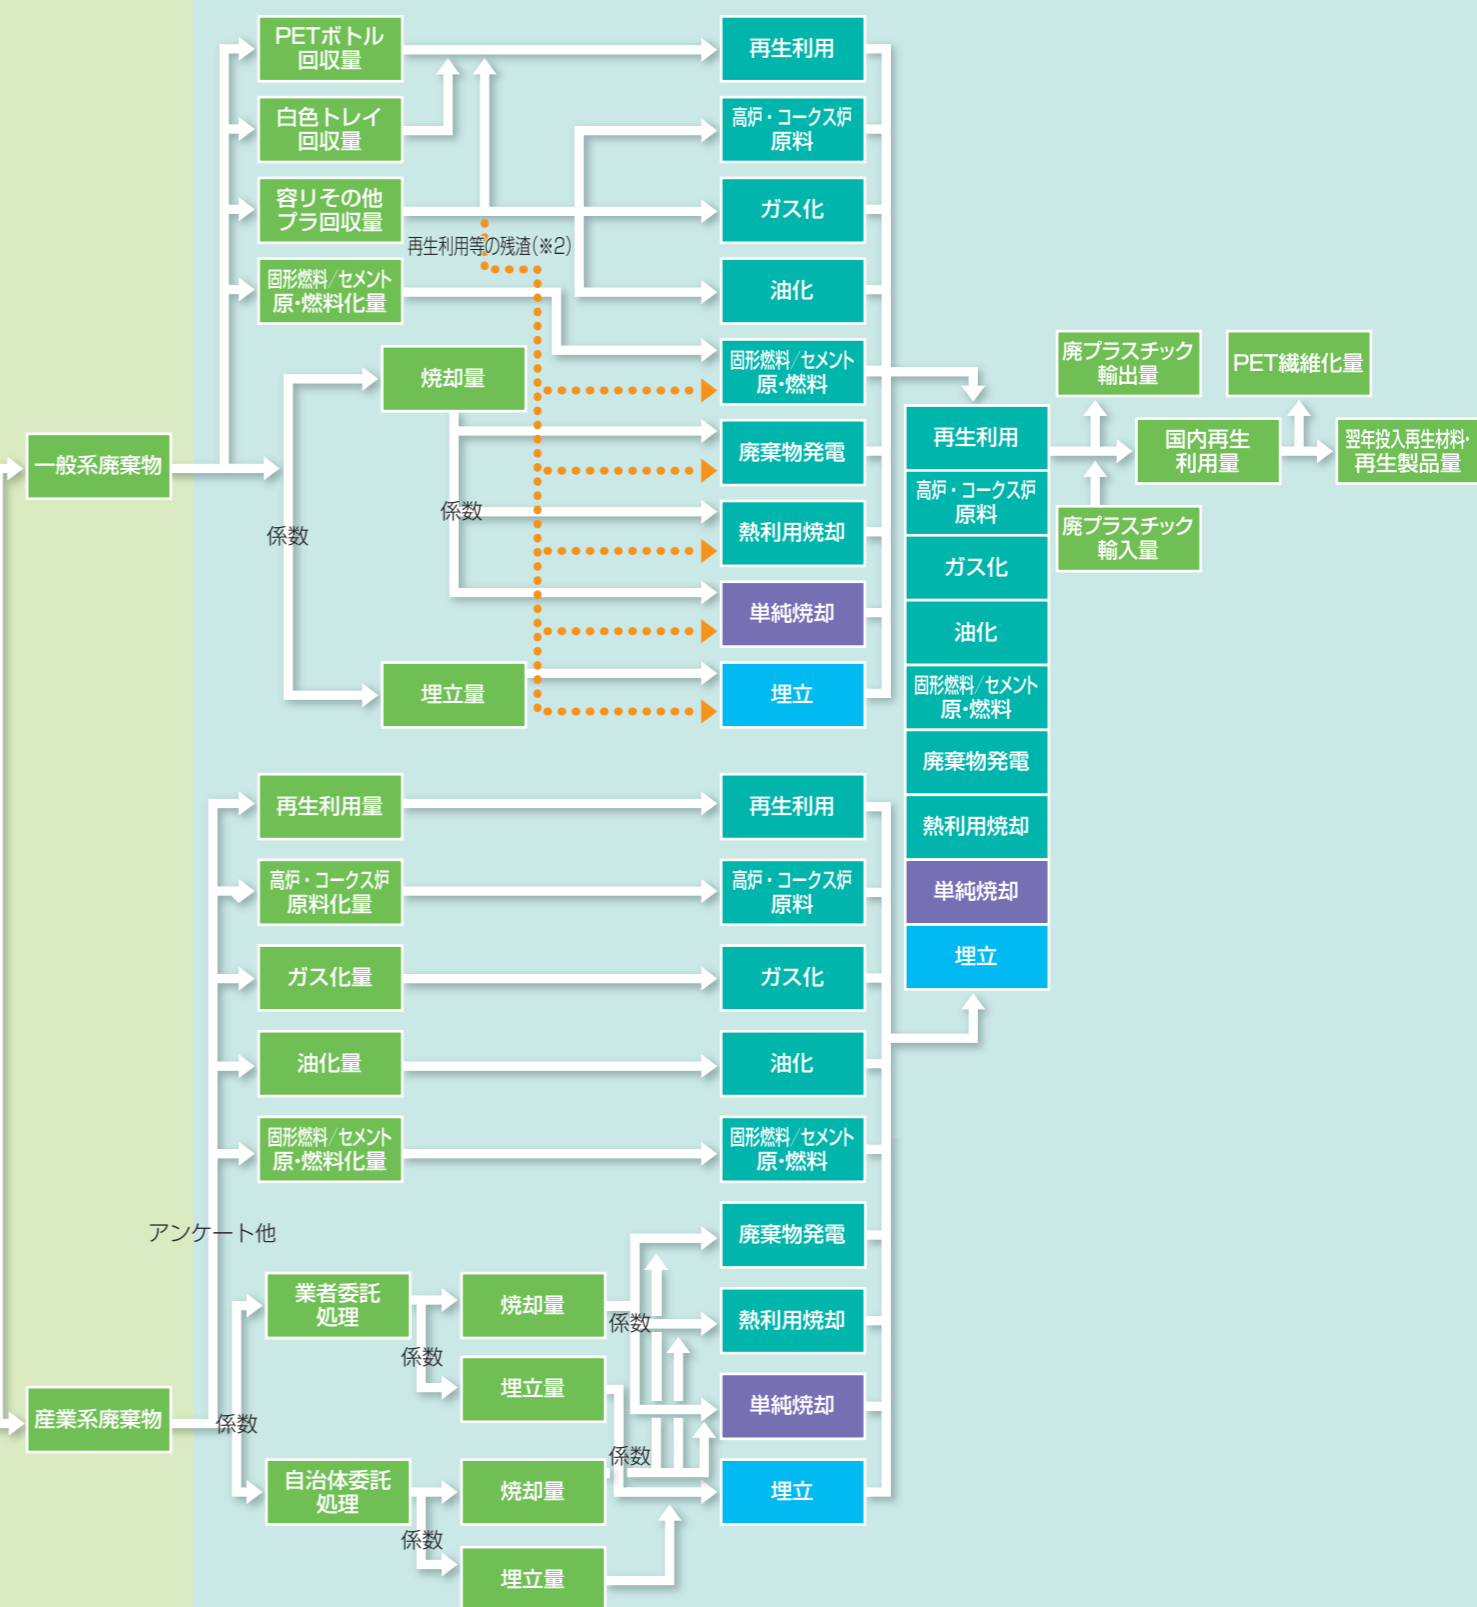 一般系廃棄物
産業系廃棄物
PETボトル
回収量
白色トレイ
回収量
容リその他
プラ回収量
固形燃料/セメント
原・燃料化量
再生利用等の残渣(※2)
係数
焼却量
係数
埋立量
再生利用
高炉・コークス炉
原料
ガス化
油化
固形燃料/セメント
原・燃料
廃棄物発電
熱利用焼却
単純焼却
埋立
再生利用量
高炉・コークス炉
原料化量
ガス化量
油化量
固形燃料/セメント
原・燃料化量
アンケート他
係数
業者委託
処理
係数
焼却量
埋立量
係数
自治体委託
処理
係数
焼却量
埋立量
係数
再生利用
高炉・コークス炉
原料
ガス化
油化
固形燃料/セメント
原・燃料
廃棄物発電
熱利用焼却
単純焼却
埋立
再生利用
高炉・コークス炉
原料
ガス化
油化
固形燃料/セメント
原・燃料
廃棄物発電
熱利用焼却
単純焼却
埋立
廃プラスチック
輸出量
廃プラスチック
輸入量
国内再生
利用量
PET繊維化量
翌年投入再生材料・
再生製品量